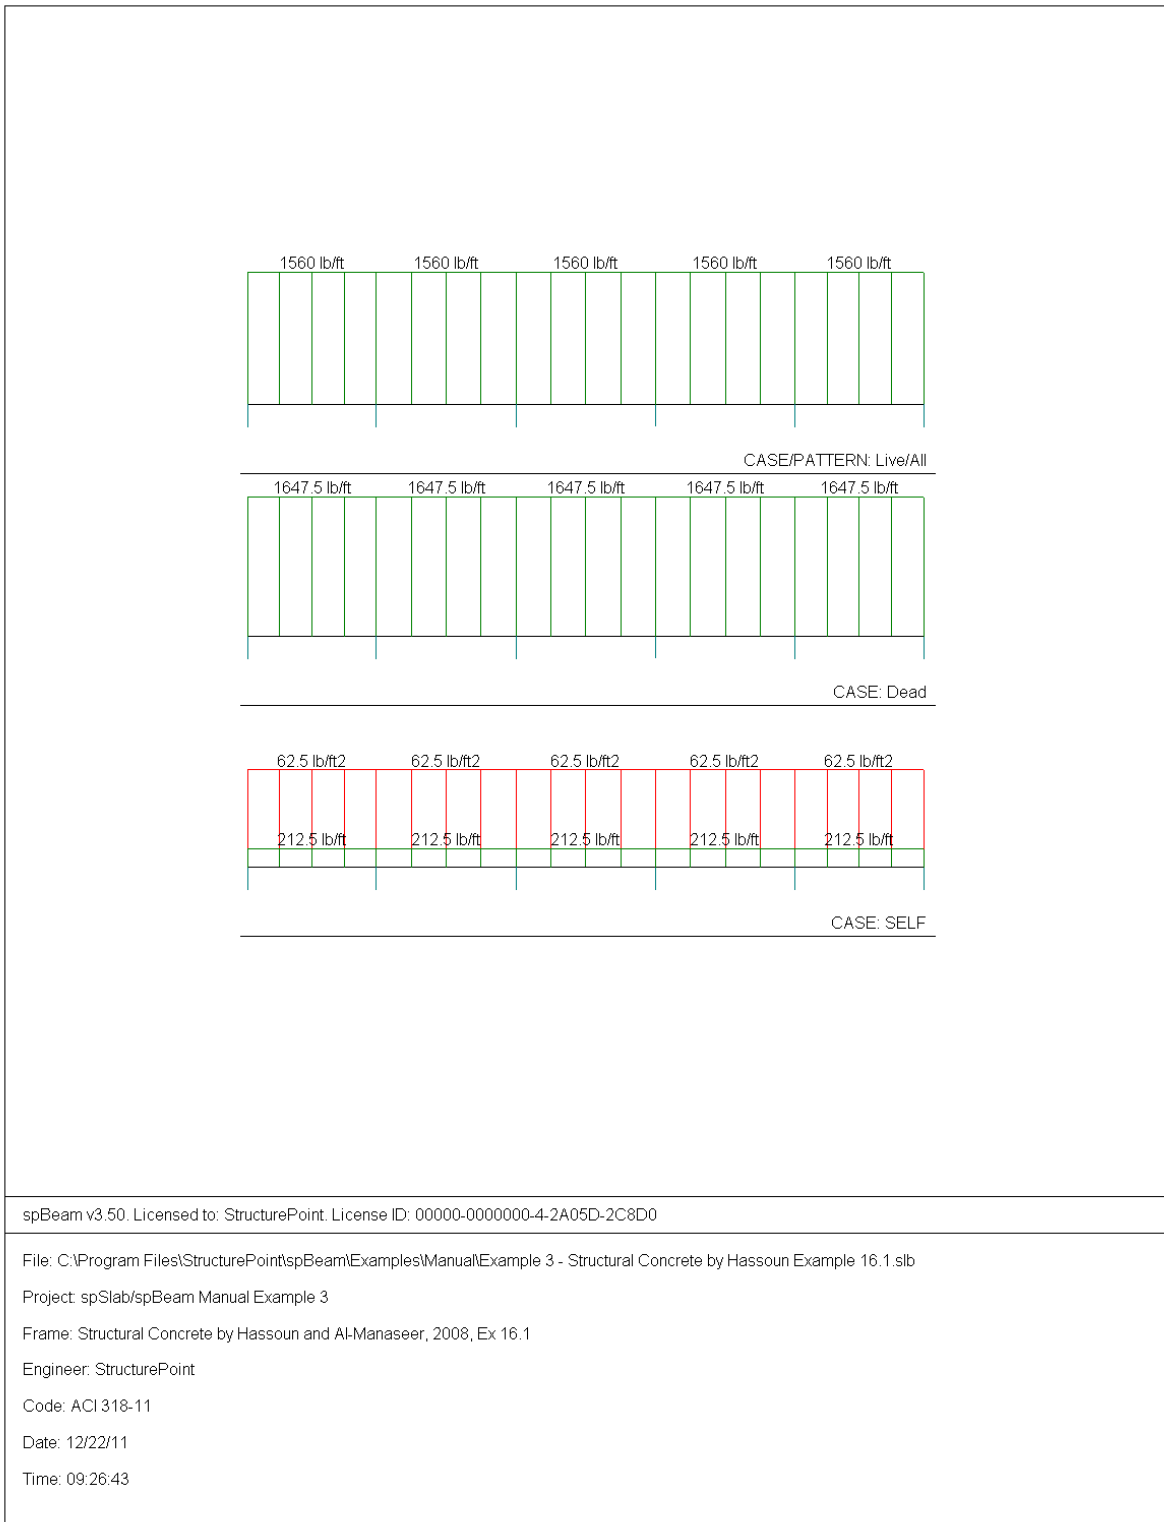 1560 lb/ft 1560 lb/ft 1560 lb/ft 1560 lb/ft 1560 lb/ft
CASE/PATTERN: Live/All
1647.5 lb/ft 1647.5 lb/ft 1647.5 lb/ft 1647.5 lb/ft 1647.5 lb/ft
CASE: Dead
62.5 lb/ft2 62.5 lb/ft2 62.5 lb/ft2 62.5 lb/ft2 62.5 lb/ft2
212.5 lb/ft 212.5 lb/ft 212.5 lb/ft 212.5 lb/ft 212.5 lb/ft
CASE: SELF
spBeam v3.50. Licensed to: StructurePoint. License ID: 00000-0000000-4-2A05D-2C8D0
File: C:\Program Files\StructurePoint\spBeam\Examples\Manual\Example 3 - Structural Concrete by Hassoun Example 16.1.slb
Project: spSlab/spBeam Manual Example 3
Frame: Structural Concrete by Hassoun and Al-Manaseer, 2008, Ex 16.1
Engineer: StructurePoint
Code: ACI 318-11
Date: 12/22/11
Time: 09:26:43